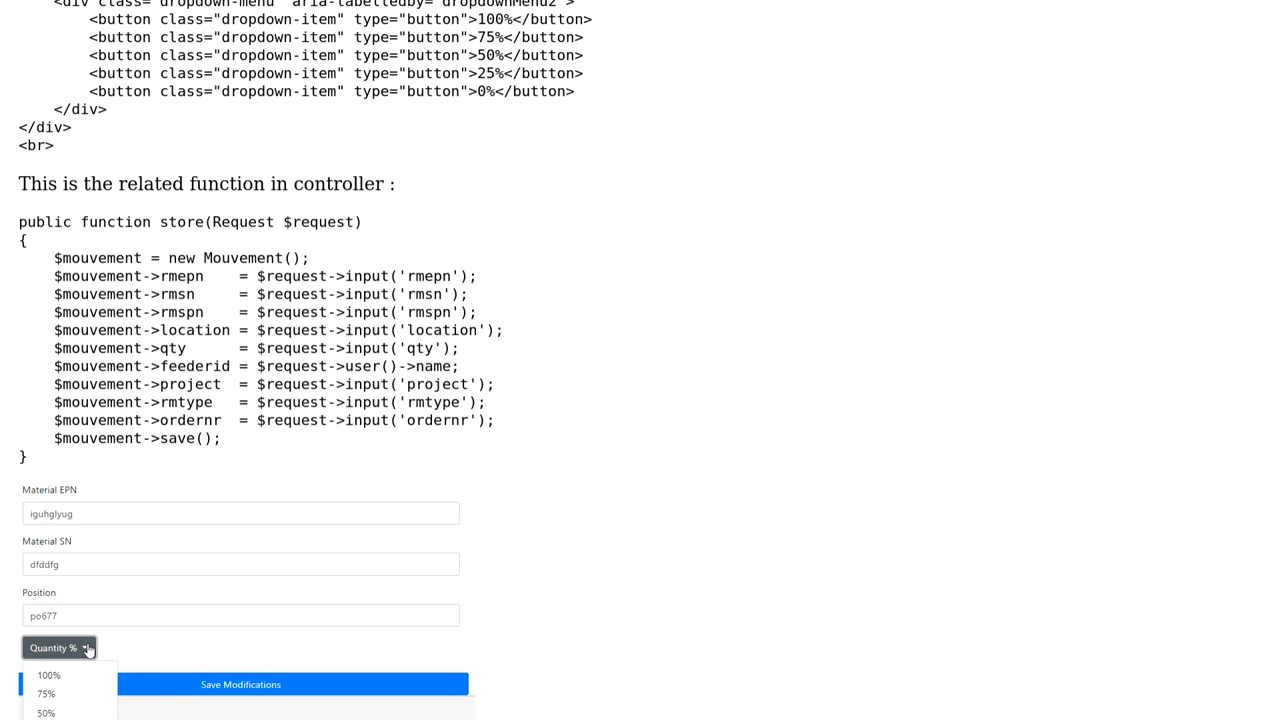 <div class="dropdown-menu" aria-labelledby="dropdownMenu2">
        <button class="dropdown-item" type="button">100%</button>
        <button class="dropdown-item" type="button">75%</button>
        <button class="dropdown-item" type="button">50%</button>
        <button class="dropdown-item" type="button">25%</button>
        <button class="dropdown-item" type="button">0%</button>
    </div>
</div>
<br>
This is the related function in controller :
public function store(Request $request)
{
    $mouvement = new Mouvement();
    $mouvement->rmepn    = $request->input('rmepn');
    $mouvement->rmsn     = $request->input('rmsn');
    $mouvement->rmspn    = $request->input('rmspn');
    $mouvement->location = $request->input('location');
    $mouvement->qty      = $request->input('qty');
    $mouvement->feederid = $request->user()->name;
    $mouvement->project  = $request->input('project');
    $mouvement->rmtype   = $request->input('rmtype');
    $mouvement->ordernr  = $request->input('ordernr');
    $mouvement->save();
}
Material EPN
iguhglyug
Material SN
dfddfg
Position
po677
Quantity %
100%
Save Modifications
75%
50%